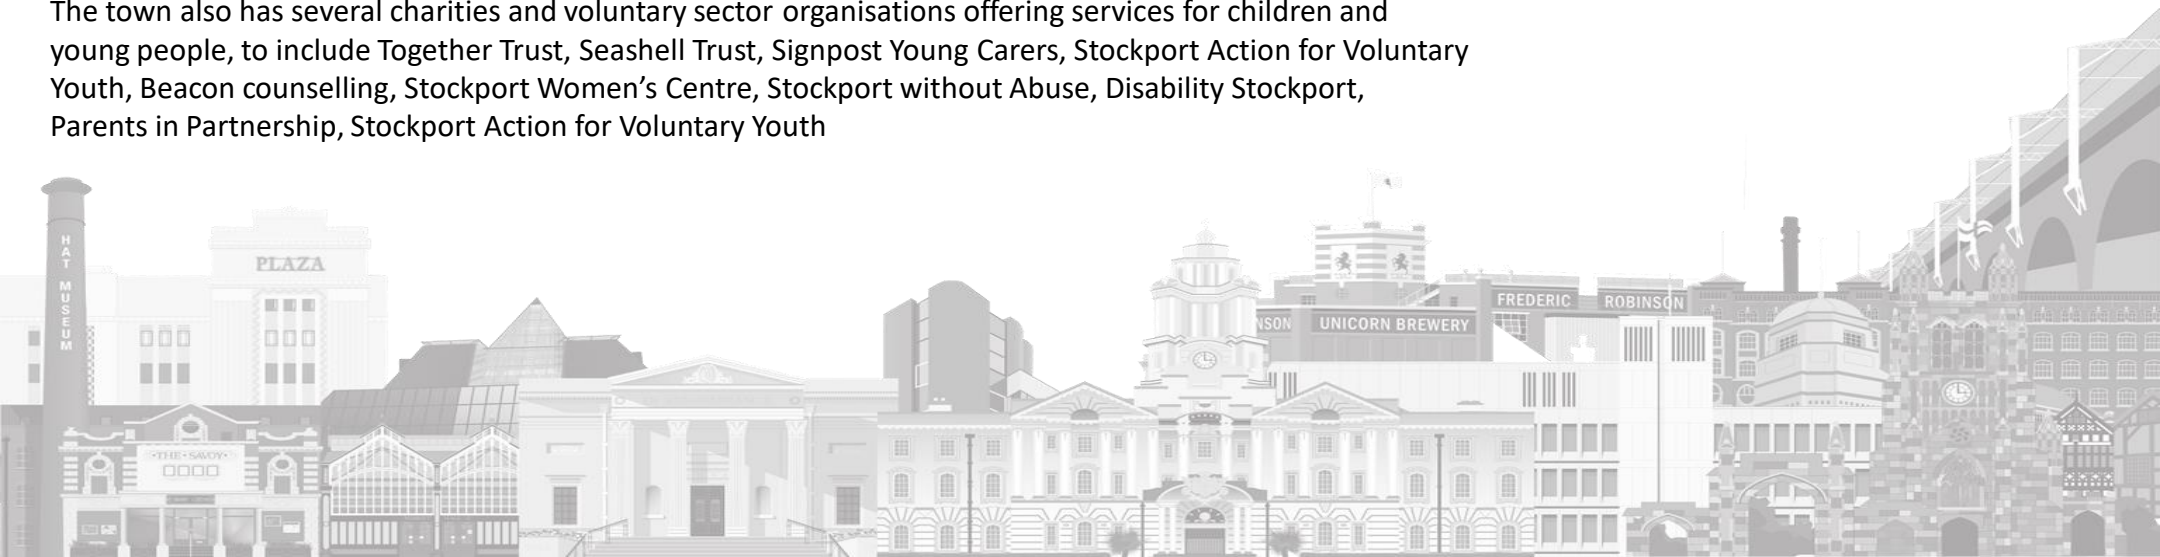 The town also has several charities and voluntary sector organisations offering services for children and
young people, to include Together Trust, Seashell Trust, Signpost Young Carers, Stockport Action for Voluntary
Youth, Beacon counselling, Stockport Women’s Centre, Stockport without Abuse, Disability Stockport,
Parents in Partnership, Stockport Action for Voluntary Youth
HAT MUSEUM
PLAZA
FREDERIC ROBINSON
NSON UNICORN BREWERY
·THE·SAVOY·